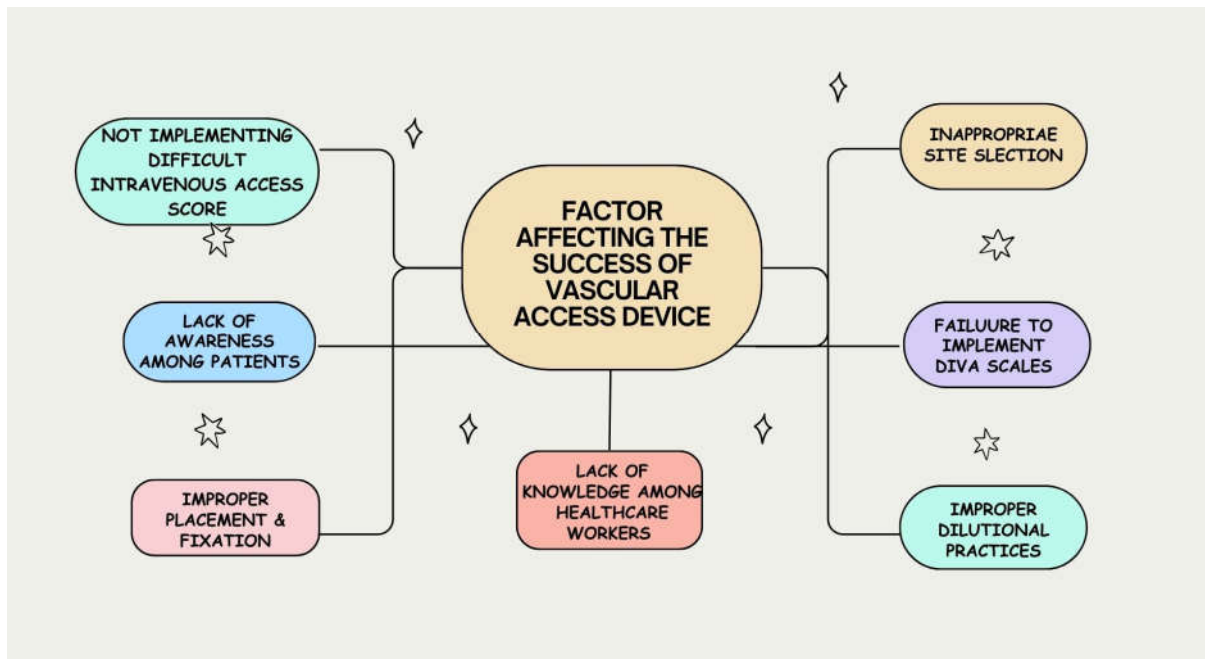 NOT IMPLEMENTING
DIFFICULT
INTRAVENOUS ACCESS
SCORE
LACK OF
AWARENESS
AMONG PATIENTS
IMPROPER
PLACEMENT &
FIXATION
FACTOR
AFFECTING THE
SUCCESS OF
VASCULAR
ACCESS DEVICE
LACK OF
KNOWLEDGE AMONG
HEALTHCARE
WORKERS
INAPPROPRIAE
SITE SLECTION
FAILUURE TO
IMPLEMENT
DIVA SCALES
IMPROPER
DILUTIONAL
PRACTICES